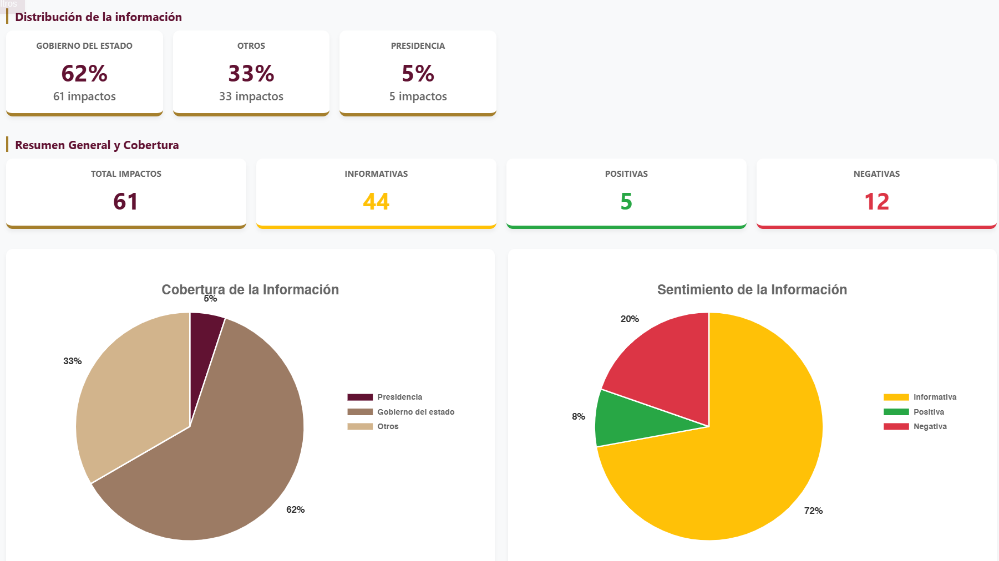 ltros
Distribución de la información
GOBIERNO DEL ESTADO
62%
61 impactos
OTROS
33%
33 impactos
PRESIDENCIA
5%
5 impactos
Resumen General y Cobertura
TOTAL IMPACTOS
61
INFORMATIVAS
44
POSITIVAS
5
NEGATIVAS
12
Cobertura de la Información
5%
33%
62%
Presidencia
Gobierno del estado
Otros
Sentimiento de la Información
20%
8%
72%
Informativa
Positiva
Negativa